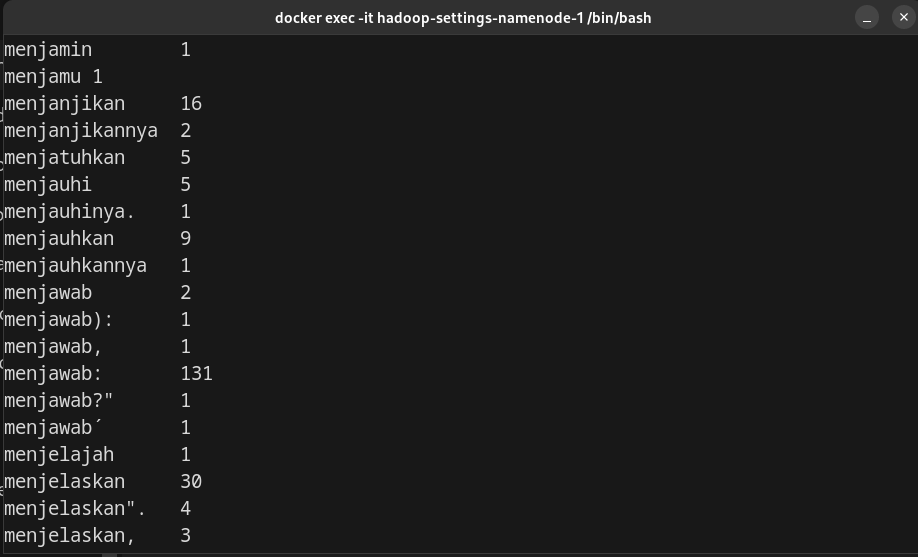 docker exec -it hadoop-settings-namenode-1 /bin/bash
menjamin 1
menjamu 1
menjanjikan 16
menjanjikannya 2
menjatuhkan 5
menjauhi 5
menjauhinya. 1
menjauhkan 9
menjauhkannya 1
menjawab 2
menjawab): 1
menjawab, 1
menjawab: 131
menjawab?" 1
menjawab´ 1
menjelajah 1
menjelaskan 30
menjelaskan". 4
menjelaskan, 3